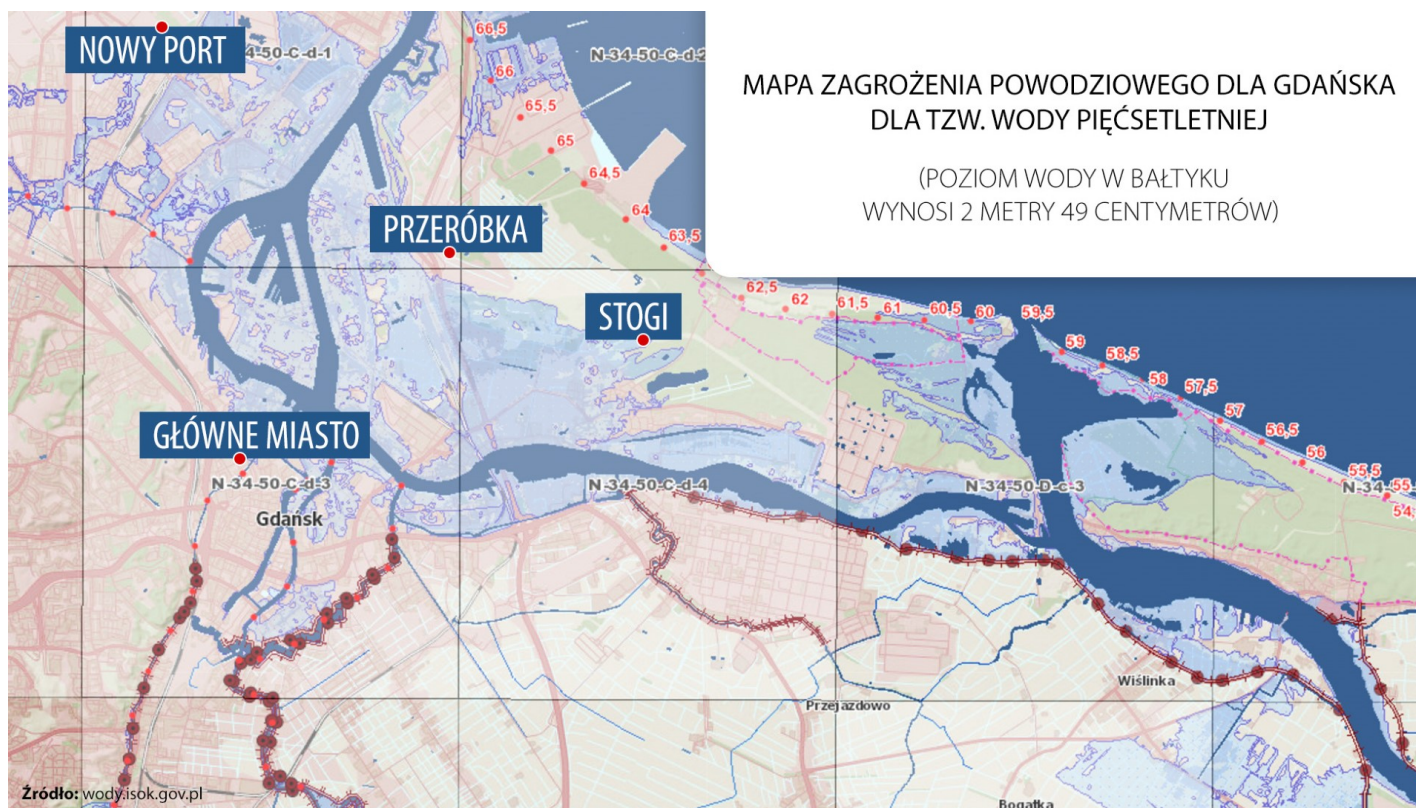 NOWY PORT
4-50-C-d-1
66,5
N-34-50-C-d-2
66
65,5
65
64,5
64
63,5
MAPA ZAGROŻENIA POWODZIOWEGO DLA GDAŃSKA
DLA TZW. WODY PIĘĆSETLETNIEJ
(POZIOM WODY W BAŁTYKU
WYNOSI 2 METRY 49 CENTYMETRÓW)
PRZERÓBKA
STOGI
62,5
62
61,5
61
60,5
60
59,5
59
58,5
58
57,5
57
56,5
56
55,5
55
54,
GŁÓWNE MIASTO
N-34-50-C-d-3
N-34-50-C-d-4
N-34-50-D-c-3
N-34-
Gdańsk
Wiślinka
Przejazdowo
Bogatka
Źródło: wody.isok.gov.pl